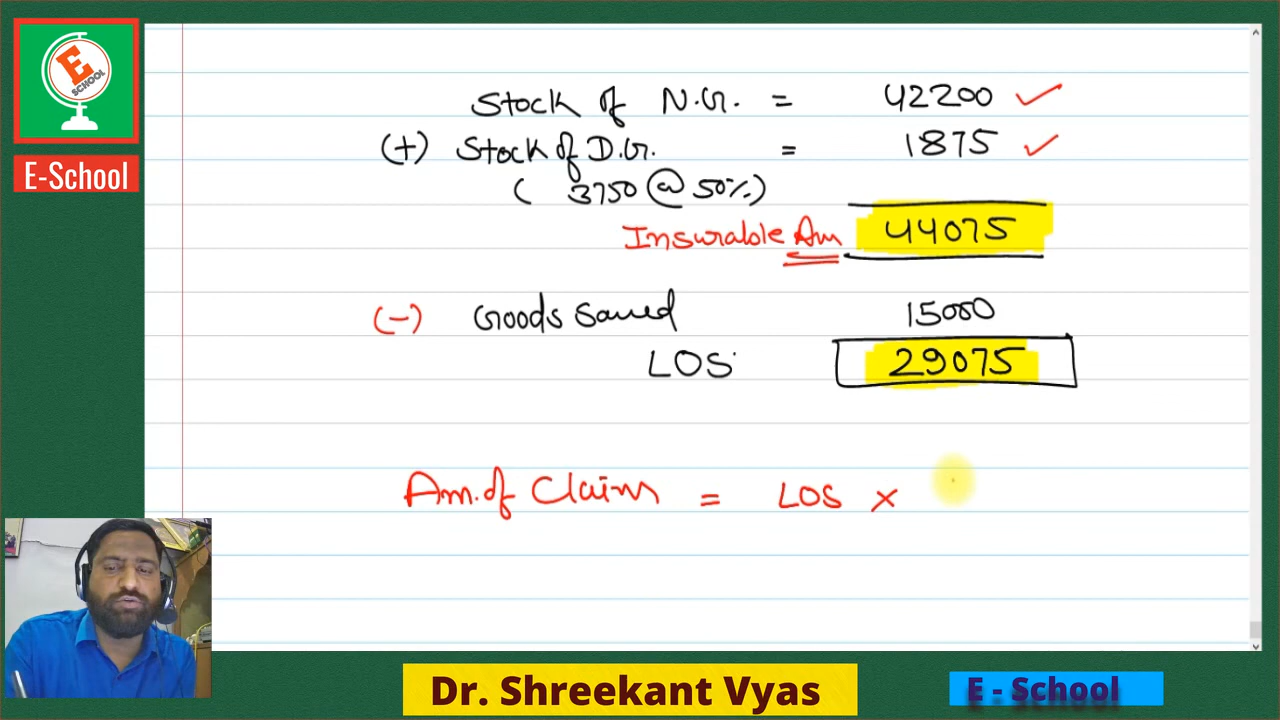 E
SCHOOL
E-School
Stock of N.G. = 42200
(+) Stock of D.G. = 1875
( 3750 @ 50%)
Insurable Am 44075
(-) Goods Saved 15000
LOS 29075
Am. of Claim = LOS ×
Dr. Shreekant Vyas
E - School